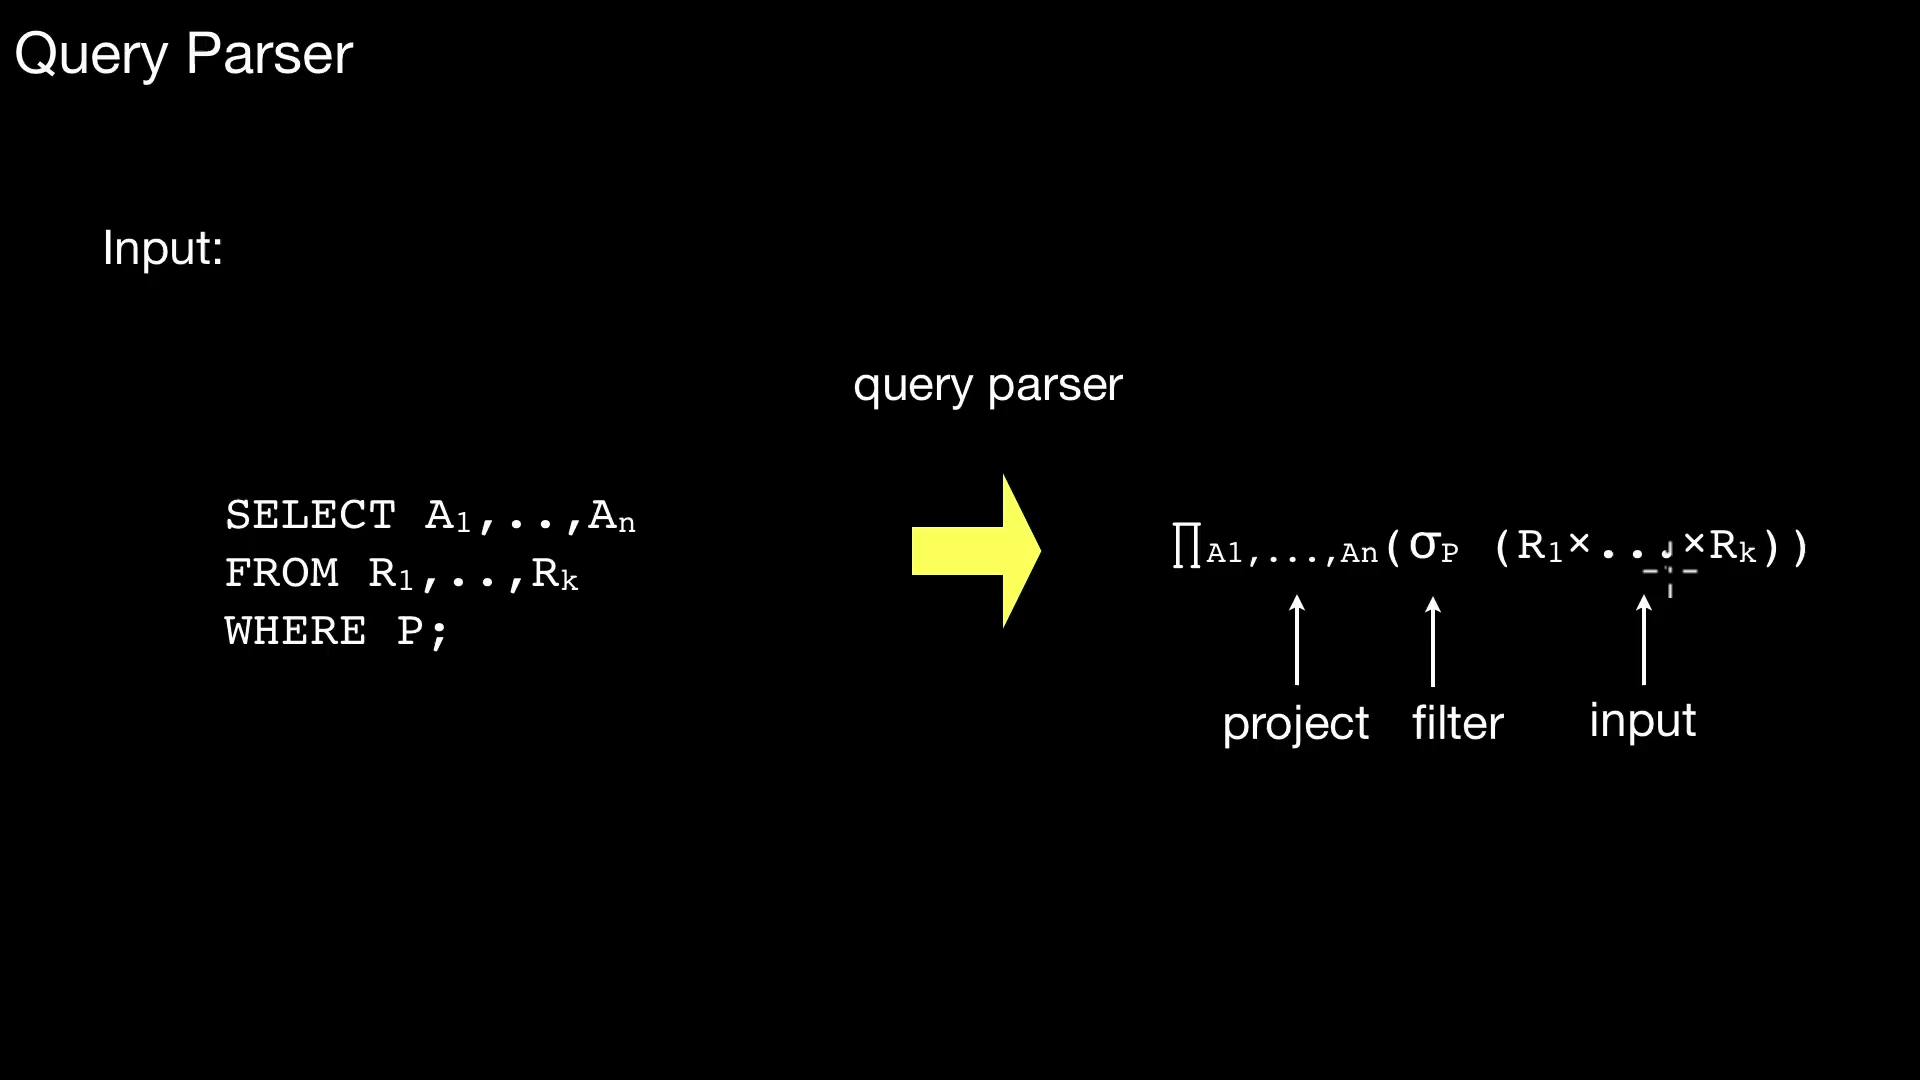 Query Parser
Input:
query parser
SELECT A₁,..,Aₙ
FROM R₁,..,Rₖ
WHERE P;
∏A1,...,An(σP (R₁×...×Rₖ))
project filter input